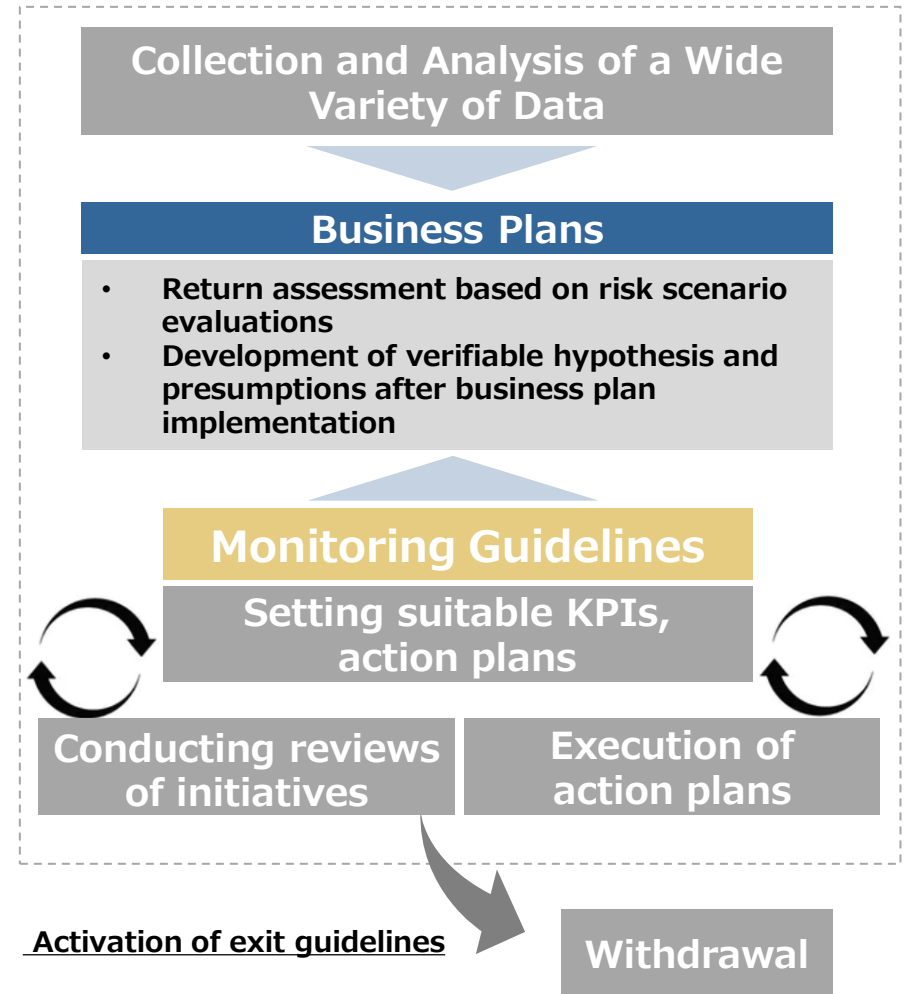 Collection and Analysis of a Wide
Variety of Data
Business Plans
• Return assessment based on risk scenario
evaluations
• Development of verifiable hypothesis and
presumptions after business plan
implementation
Monitoring Guidelines
Setting suitable KPIs,
action plans
Conducting reviews
of initiatives
Execution of
action plans
Activation of exit guidelines
Withdrawal